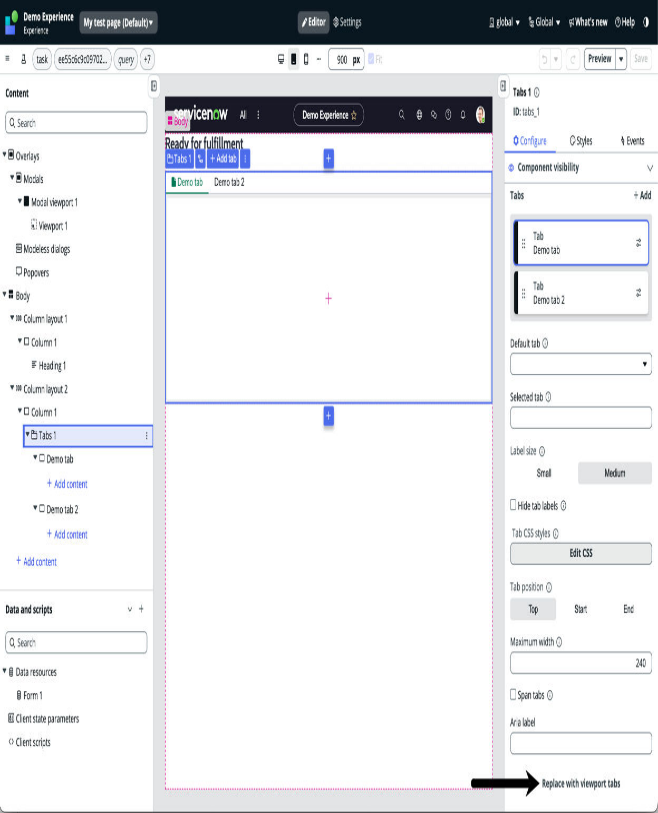 Demo Experience
Experience
My test page (Default)
Editor
Settings
global
Global
What's new
Help
task
ee55c6c9c09702...
query
+7
900 px
Fit
Preview
Save
Content
Search
Overlays
Modals
Modal viewport 1
Viewport 1
Modeless dialogs
Popovers
Body
Column layout 1
Column 1
Heading 1
Column layout 2
Column 1
Tabs 1
Demo tab
+ Add content
Demo tab 2
+ Add content
+ Add content
Data and scripts
Search
Data resources
Form 1
Client state parameters
Client scripts
servicenow
Body
All
Demo Experience
Ready for fulfillment
Tabs 1
+ Add tab
Demo tab
Demo tab 2
Tabs 1
ID: tabs_1
Configure
Styles
Events
Component visibility
Tabs
+ Add
Tab
Demo tab
Tab
Demo tab 2
Default tab
Selected tab
Label size
Small
Medium
Hide tab labels
Tab CSS styles
Edit CSS
Tab position
Top
Start
End
Maximum width
240
Span tabs
Aria label
Replace with viewport tabs